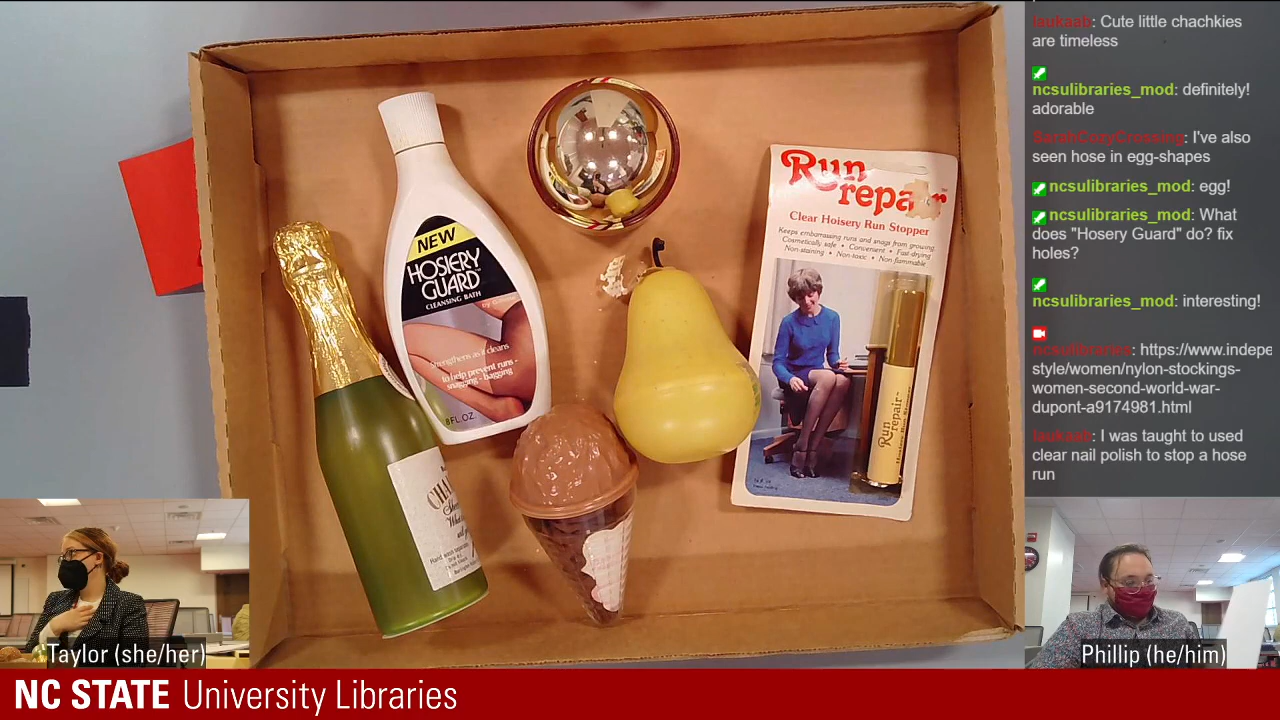 NEW
HOSIERY
GUARD
CLEANSING BATH
Strengthens as it cleans
to help prevent runs -
snagging - bagging
8FL.OZ.
Run
repair
Clear Hoisery Run Stopper
Keeps embarrassing runs and snags from growing
Cosmetically safe • Convenient • Fast-drying
Non-staining • Non-toxic • Non-flammable
Run
repair
laukaab: Cute little chachkies
are timeless
ncsulibraries_mod: definitely!
adorable
SarahCozyCrossing: I've also
seen hose in egg-shapes
ncsulibraries_mod: egg!
ncsulibraries_mod: What
does "Hosery Guard" do? fix
holes?
ncsulibraries_mod: interesting!
ncsulibraries: https://www.indepe
style/women/nylon-stockings-
women-second-world-war-
dupont-a9174981.html
laukaab: I was taught to used
clear nail polish to stop a hose
run
Taylor (she/her)
Phillip (he/him)
NC STATE University Libraries